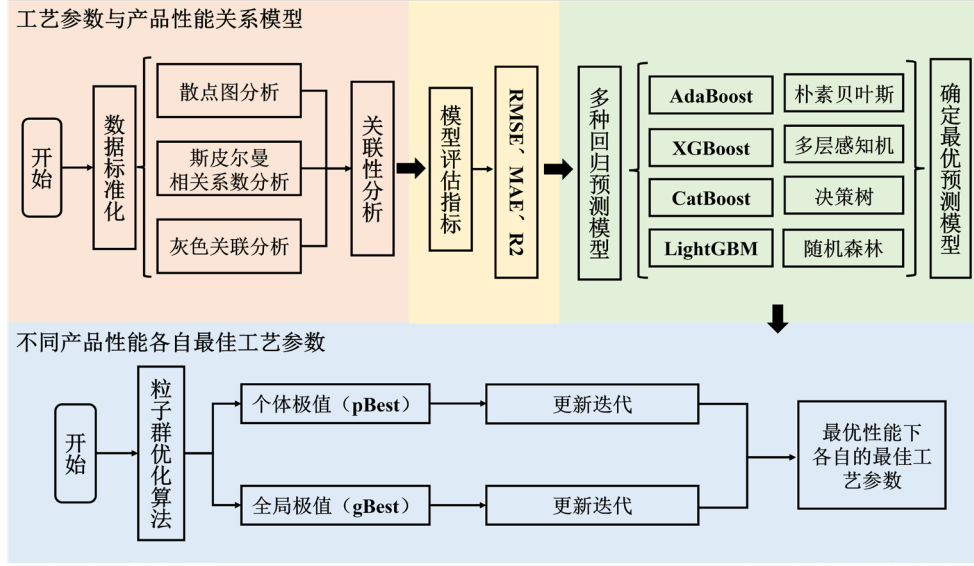 工艺参数与产品性能关系模型
开始
数据标准化
散点图分析
斯皮尔曼
相关系数分析
灰色关联分析
关联性分析
模型评估指标
RMSE、MAE、R2
多种回归预测模型
AdaBoost
朴素贝叶斯
XGBoost
多层感知机
CatBoost
决策树
LightGBM
随机森林
确定最优预测模型
不同产品性能各自最佳工艺参数
开始
粒子群优化算法
个体极值（pBest）
更新迭代
全局极值（gBest）
更新迭代
最优性能下
各自的最佳工
艺参数